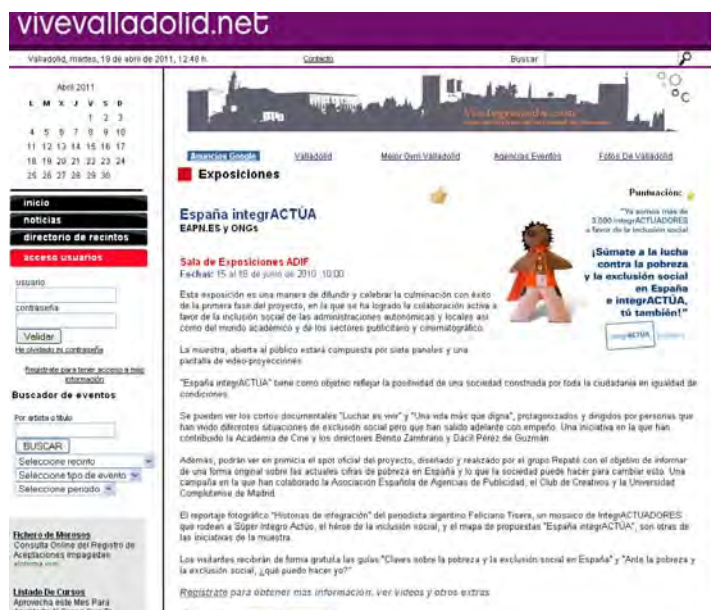 vivevalladolid.net
Valladolid, martes, 19 de abril de 2011, 12:48 h.
Contacto
Buscar
Abril 2011
L M X J V S D
1 2 3
4 5 6 7 8 9 10
11 12 13 14 15 16 17
18 19 20 21 22 23 24
25 26 27 28 29 30
Anuncios Google
Valladolid
Mejor Dvni Valladolid
Agencias Eventos
Fotos De Valladolid
Exposiciones
inicio
noticias
directorio de recintos
acceso usuarios
usuario
contraseña
Validar
He olvidado mi contraseña
Regístrate para tener acceso a más
información
Buscador de eventos
Por artista o título
BUSCAR
Seleccione recinto
Seleccione tipo de evento
Seleccione periodo
Fichero de Morosos
Consulta Online del Registro de
Aceptaciones Impagadas
Listado De Cursos
Aprovecha este Mes Para
Puntuación:
España integrACTÚA
EAPN.ES y ONGs
Sala de Exposiciones ADIF
Fechas: 15 al 18 de junio de 2010 10:00
"Ya somos más de
3.000 integrACTUADORES
a favor de la inclusión social
¡Súmate a la lucha
contra la pobreza
y la exclusión social
en España
e integrACTÚA,
tú también!"
Esta exposición es una manera de difundir y celebrar la culminación con éxito
de la primera fase del proyecto, en la que se ha logrado la colaboración activa a
favor de la inclusión social de las administraciones autonómicas y locales así
como del mundo académico y de los sectores publicitario y cinematográfico.
La muestra, abierta al público estará compuesta por siete paneles y una
pantalla de video-proyecciones.
"España integrACTÚA" tiene como objetivo reflejar la positividad de una sociedad construida por toda la ciudadanía en igualdad de
condiciones.
Se pueden ver los cortos documentales "Luchar es vivir" y "Una vida más que digna", protagonizados y dirigidos por personas que
han vivido diferentes situaciones de exclusión social pero que han salido adelante con empeño. Una iniciativa en la que han
contribuido la Academia de Cine y los directores Benito Zambrano y Dácil Pérez de Guzmán.
Además, podrán ver en primicia el spot oficial del proyecto, diseñado y realizado por el grupo Repaté con el objetivo de informar
de una forma original sobre las actuales cifras de pobreza en España y lo que la sociedad puede hacer para cambiar esto. Una
campaña en la que han colaborado la Asociación Española de Agencias de Publicidad, el Club de Creativos y la Universidad
Complutense de Madrid.
El reportaje fotográfico "Historias de integración" del periodista argentino Feliciano Tisera, un mosaico de IntegrACTUADORES
que rodean a Súper Íntegro Actúo, el héroe de la inclusión social, y el mapa de propuestas "España integrACTÚA", son otras de
las iniciativas de la muestra.
Los visitantes recibirán de forma gratuita las guías "Claves sobre la pobreza y la exclusión social en España" y "Ante la pobreza y
la exclusión social, ¿qué puedo hacer yo?"
Regístrate para obtener más información, ver vídeos y otros extras